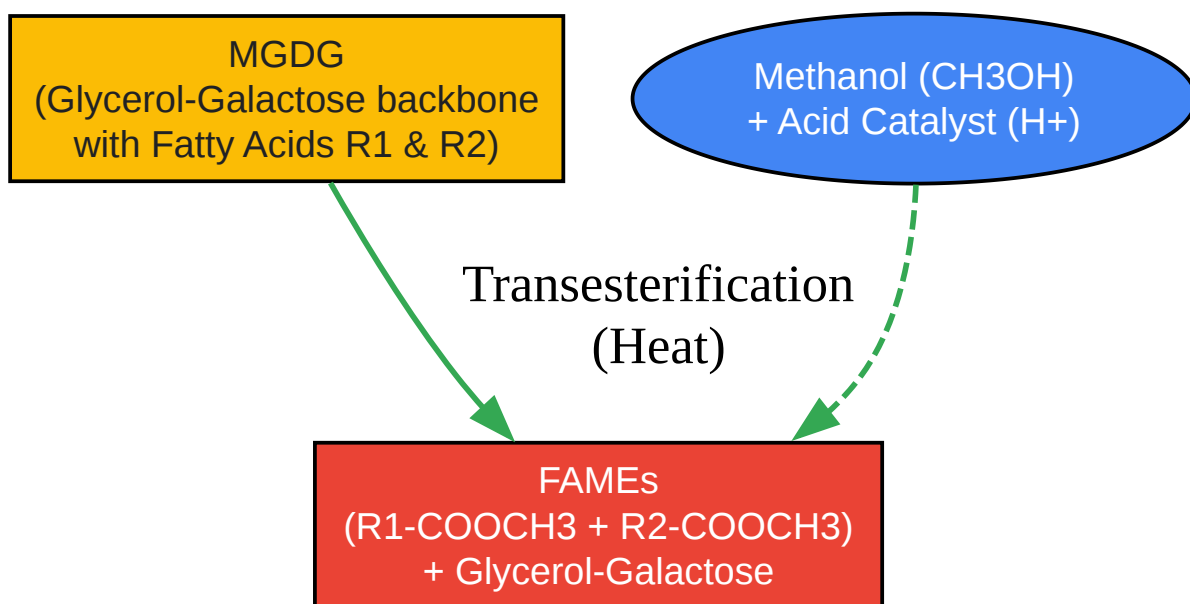 MGDG
(Glycerol-Galactose backbone
with Fatty Acids R1 & R2)
Methanol (CH3OH)
+ Acid Catalyst (H+)
Transesterification
(Heat)
FAMEs
(R1-COOCH3 + R2-COOCH3)
+ Glycerol-Galactose